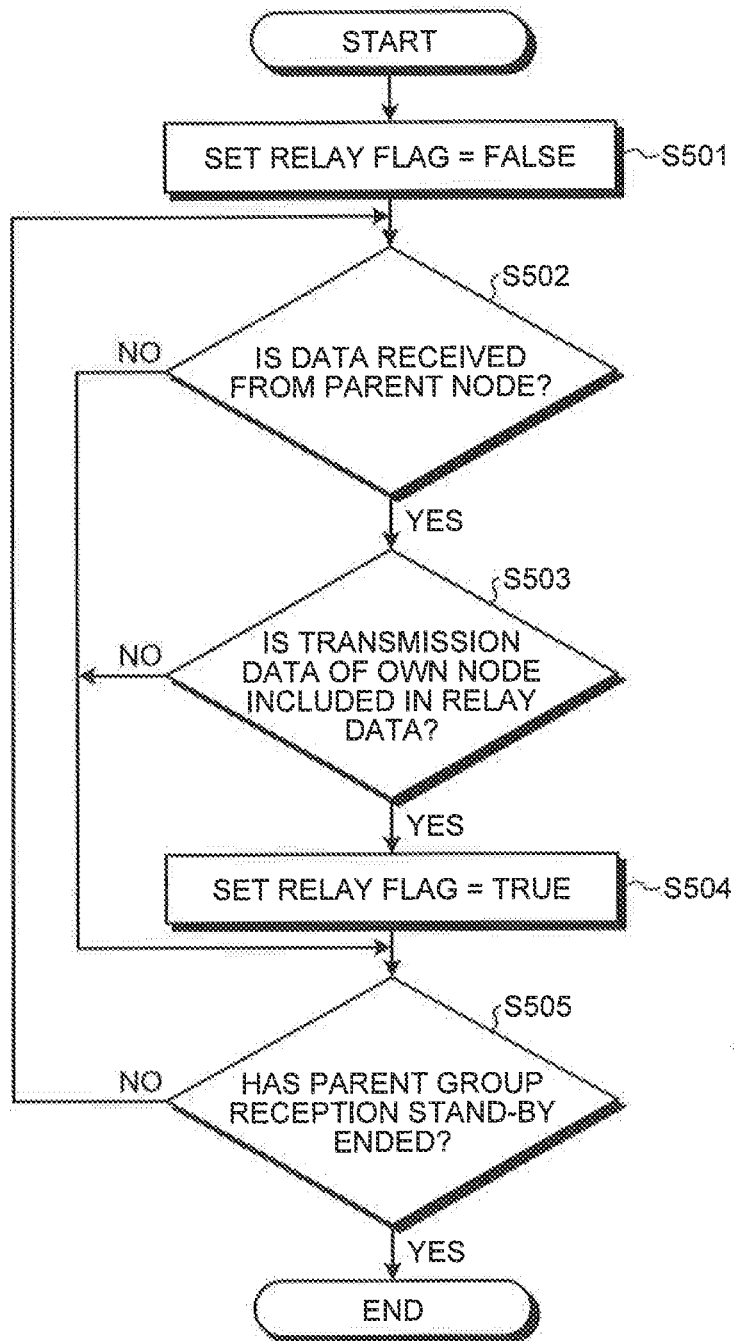 START
SET RELAY FLAG = FALSE
S501
S502
NO
IS DATA RECEIVED
FROM PARENT NODE?
YES
S503
NO
IS TRANSMISSION
DATA OF OWN NODE
INCLUDED IN RELAY
DATA?
YES
SET RELAY FLAG = TRUE
S504
S505
NO
HAS PARENT GROUP
RECEPTION STAND-BY
ENDED?
YES
END